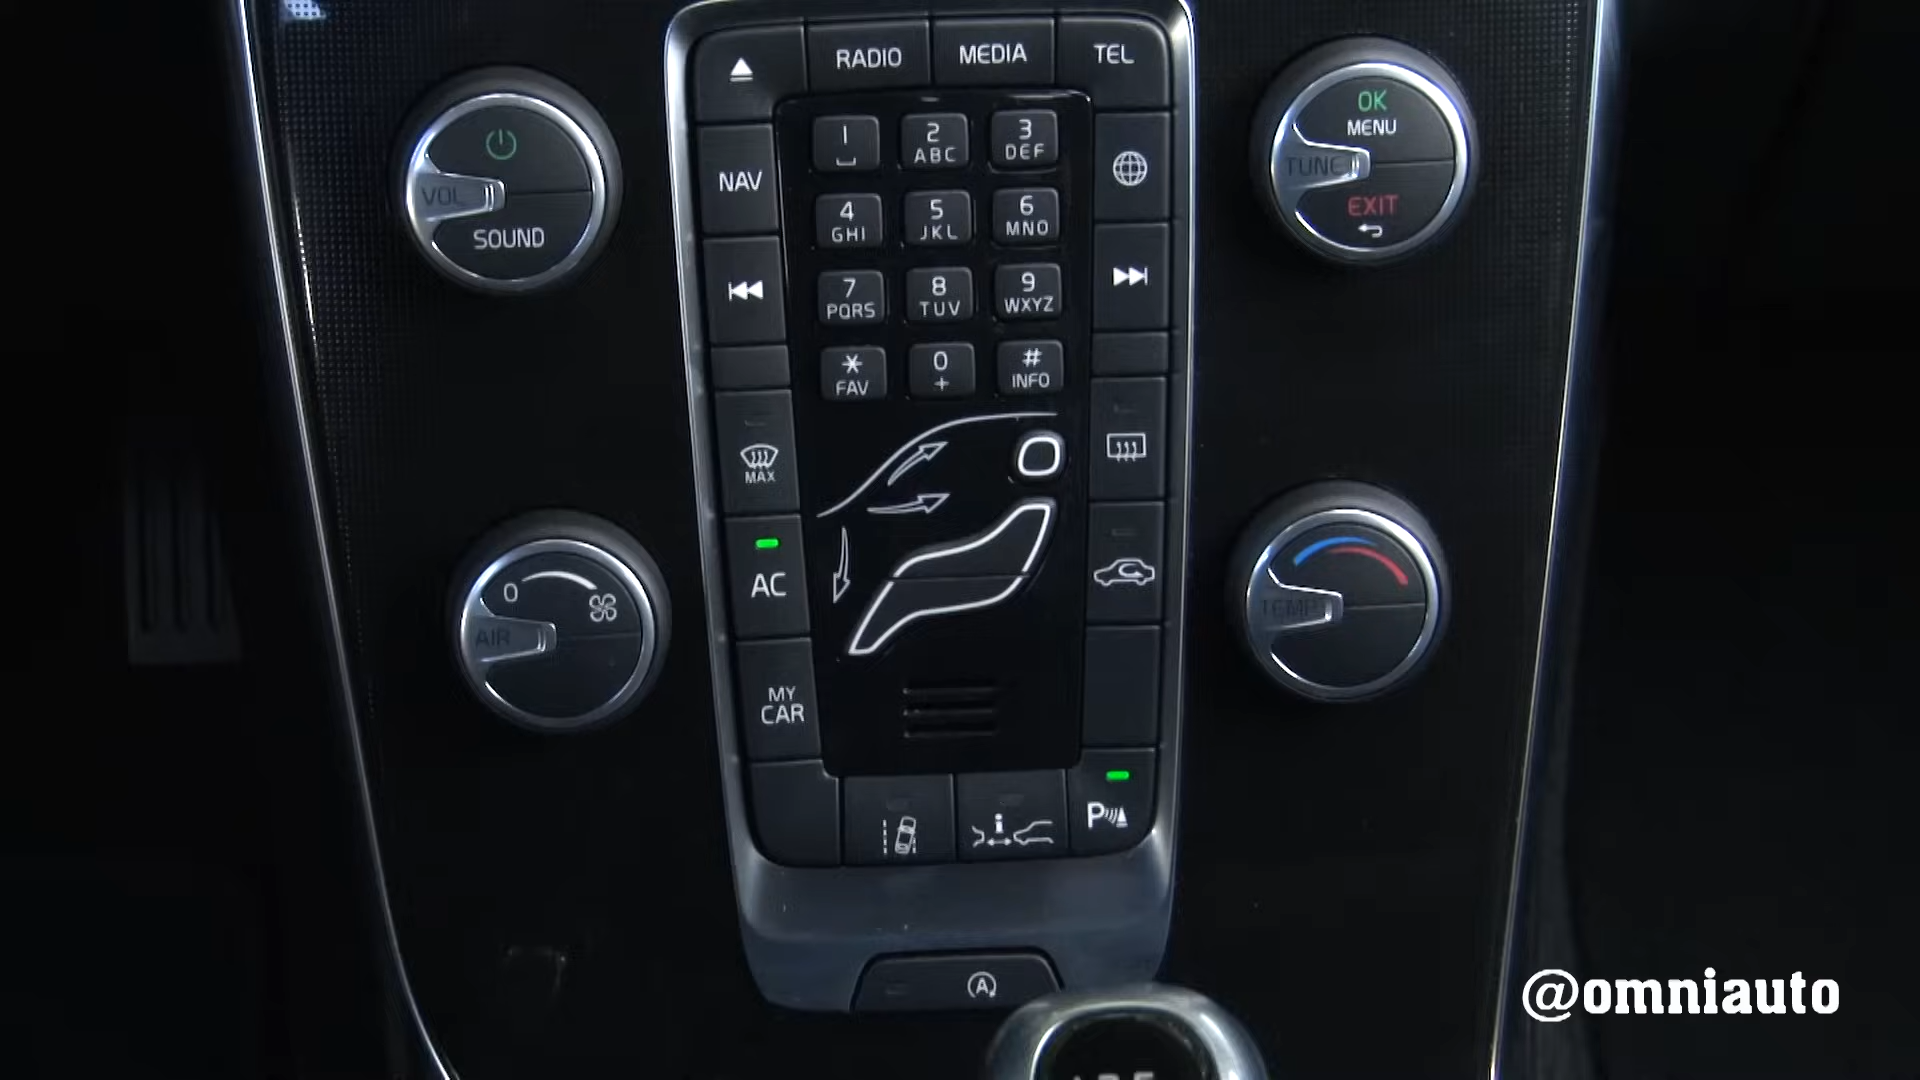 RADIO
MEDIA
TEL
OK
MENU
TUNE
EXIT
VOL
SOUND
NAV
1
2
ABC
3
DEF
4
GHI
5
JKL
6
MNO
7
PQRS
8
TUV
9
WXYZ
*
FAV
0
+
#
INFO
MAX
AC
0
AIR
TEMP
MY
CAR
i
P
A
@omniauto